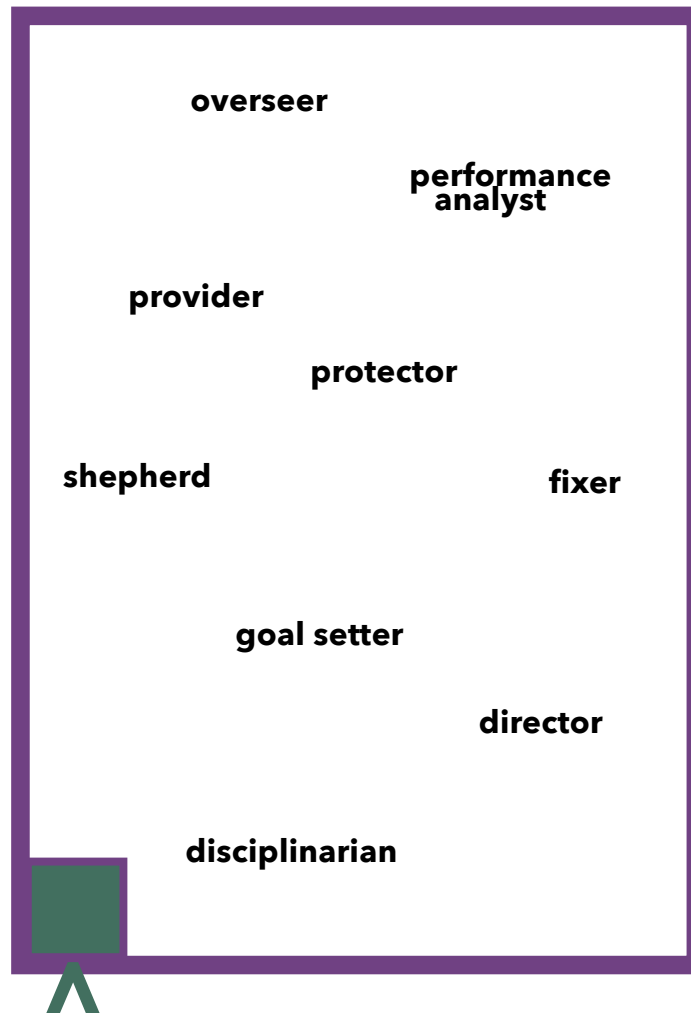 overseer
performance
analyst
provider
protector
shepherd
fixer
goal setter
director
disciplinarian